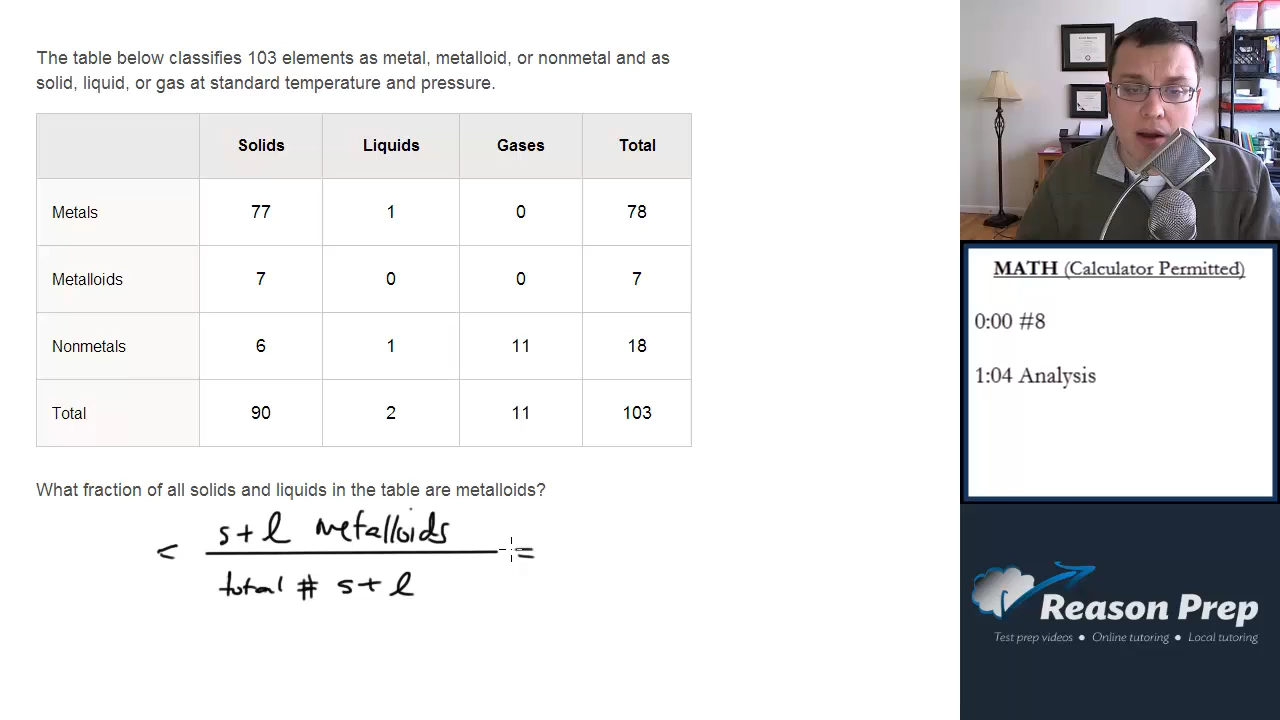 The table below classifies 103 elements as metal, metalloid, or nonmetal and as
solid, liquid, or gas at standard temperature and pressure.
Solids Liquids Gases Total
Metals 77 1 0 78
Metalloids 7 0 0 7
Nonmetals 6 1 11 18
Total 90 2 11 103
What fraction of all solids and liquids in the table are metalloids?
< s+l metalloids =
total # s+l
MATH (Calculator Permitted)
0:00 #8
1:04 Analysis
Reason Prep
Test prep videos ● Online tutoring ● Local tutoring